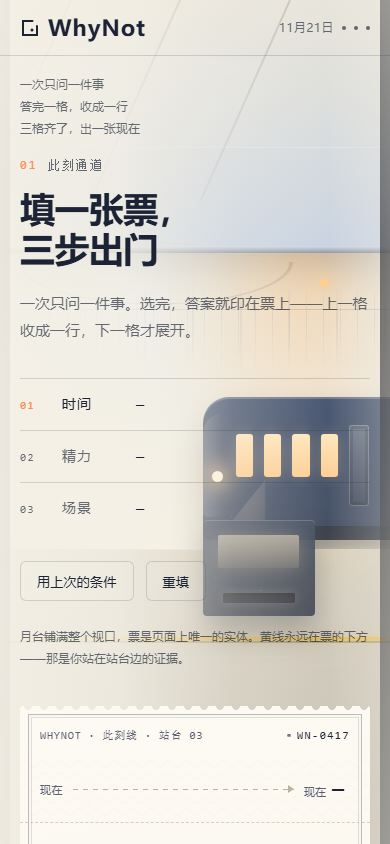 WhyNot
11月21日
一次只问一件事
答完一格，收成一行
三格齐了，出一张现在
01 此刻通道
填一张票，
三步出门
一次只问一件事。选完，答案就印在票上——上一格
收成一行，下一格才展开。
01 时间 —
02 精力 —
03 场景 —
用上次的条件 重填
月台铺满整个视口，票是页面上唯一的实体。黄线永远在票的下方
——那是你站在站台边的证据。
WHYNOT · 此刻线 · 站台 03
WN-0417
现在 现在 —